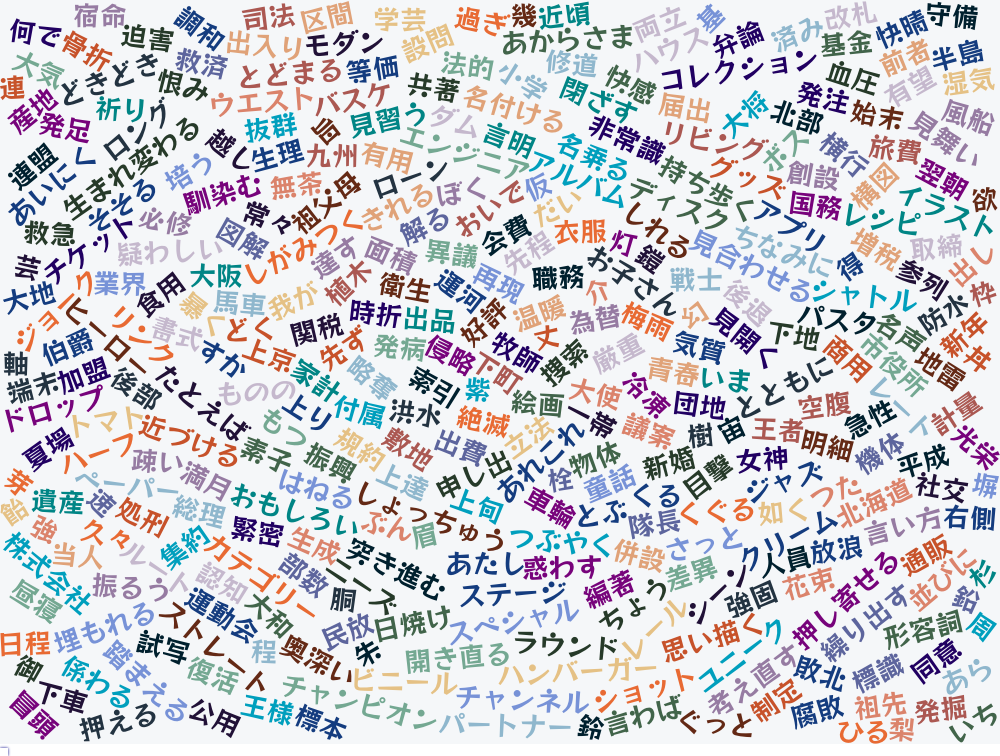 宿命
司法
区間
学芸
過ぎ
幾
近頃
両立
基
改札
守備
何で
骨折
迫害
調和
出入り
モダン
設問
あからさま
ハウス
弁論
済み
基金
快晴
前者
半島
大気
どきどき
救済
とどまる
等価
法的
修道
小学
快感
コレクション
血圧
有望
湿気
連
産地
恨み
ウエスト
バスケ
共著
名付ける
閉ざす
届出
大将
発注
始末
風船
発足
祈り
ロング
抜群
見習う
ダム
言明
非常識
リビング
北部
貝舞い
連盟
生まれ変わる
越く
生理
九州
有用
エンジニア
名乗る
ボス
横行
旅費
翌朝
欲
あいにく
培う
馴染む
無茶
祖父母
ローン
アルバム
持ち歩く
グッズ
創設
構図
イラスト
救急
そそる
必修
常々
きれる
ぼく
おいで
仮
ディスク
アプリ
国務
レシピ
チケット
疑わしい
図解
しがみつく
解る
会費
だい
衣服
しれる
見合わせる
ちなみに
増税
取締
芸
達す
面積
異議
先程
灯
鎧
得
参列
出し
大地
業界
食用
大阪
植木
衛生
運河
再現
職務
お子さん
戦士
シャトル
枠
暴く
馬車
我が
時折
出品
好評
温暖
介
後退
防水
ジョーク
ヒーロー
リンク
書式
どく
関税
為替
梅雨
見開く
パスタ
名声
新年
軸
伯爵
すか
上京
先ず
発病
侵略
牧師
丈
捜索
厳重
気質
下地
商用
市役所
地雷
丼
端末
加盟
後部
家計
略奪
下町
青春
いま
ドロップ
たとえば
ものの
上り
付属
索引
紫
絵画
大使
冷凍
団地
ともに
空腹
計量
夏場
トマト
近づける
もつ
洪水
絶滅
一帯
議案
樹
宙
王者
明細
急性
光栄
ハーフ
素子
振興
規約
敷地
出費
立法
あれこれ
新婚
目撃
女神
機体
平成
芽
疎い
満月
はねる
上達
申し出
栓
物体
童話
ジャズ
社交
塀
飴
遺産
ペーパー
速
処刑
総理
おもしろい
しょっちゅう
上旬
車輪
とぶ
くる
くぐる
如く
つた
北海道
右側
強
久々
集約
緊密
ぶん
眉
つぶやく
隊長
言い方
株式会社
当人
ルート
カテゴリー
生成
突き進む
あたし
惑わす
併設
さっと
クリーム
放浪
通販
昼寝
振るう
認知
部数
ニーズ
ステージ
編著
差異
人員
寄せる
並びに
杉
日程
埋もれる
運動会
大和
胴
日焼け
スペシャル
ちょう
シーン
強固
花束
押し
繰り出す
鉛
周
ストレート
民放
ラウンド
レール
思い描く
形容詞
御
踏まえる
試写
程
奥深い
朱
開き直る
ハンバーガー
ユニーク
考え直す
敗北
標識
同意
係わる
復活
人
ビニール
ショット
あら
下車
チャンピオン
チャンネル
制定
祖先
発掘
冒頭
押える
公用
王様
標本
パートナー
鈴
言わば
ぐっと
腐敗
ひる
梨
いち